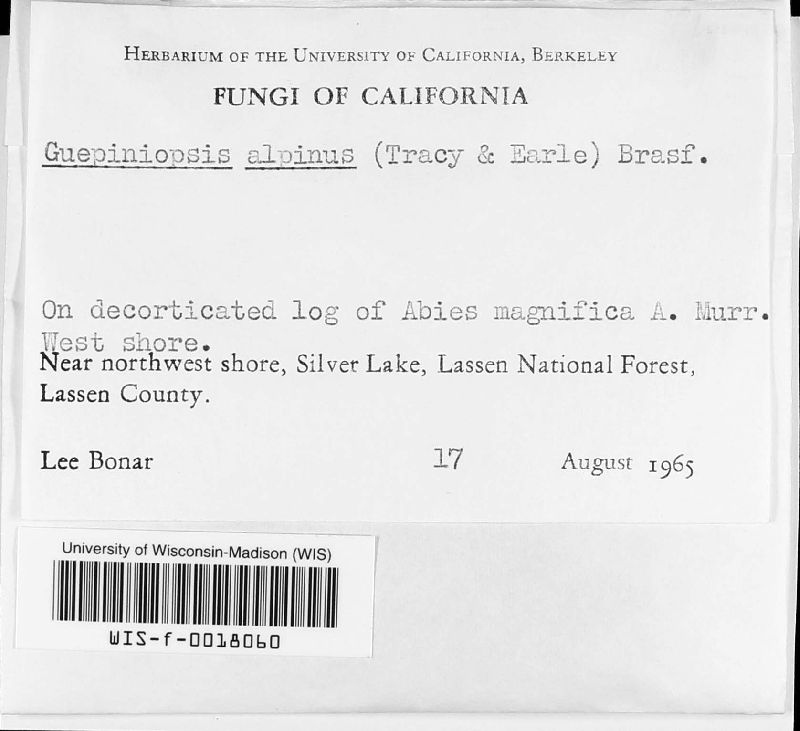 HERBARIUM OF THE UNIVERSITY OF CALIFORNIA, BERKELEY
FUNGI OF CALIFORNIA
Guepiniopsis alpinus (Tracy & Earle) Brasf.
On decorticated log of Abies magnifica A. Murr.
West shore.
Near northwest shore, Silver Lake, Lassen National Forest,
Lassen County.
Lee Bonar 17 August 1965
University of Wisconsin-Madison (WIS)
WIS-f-0018060